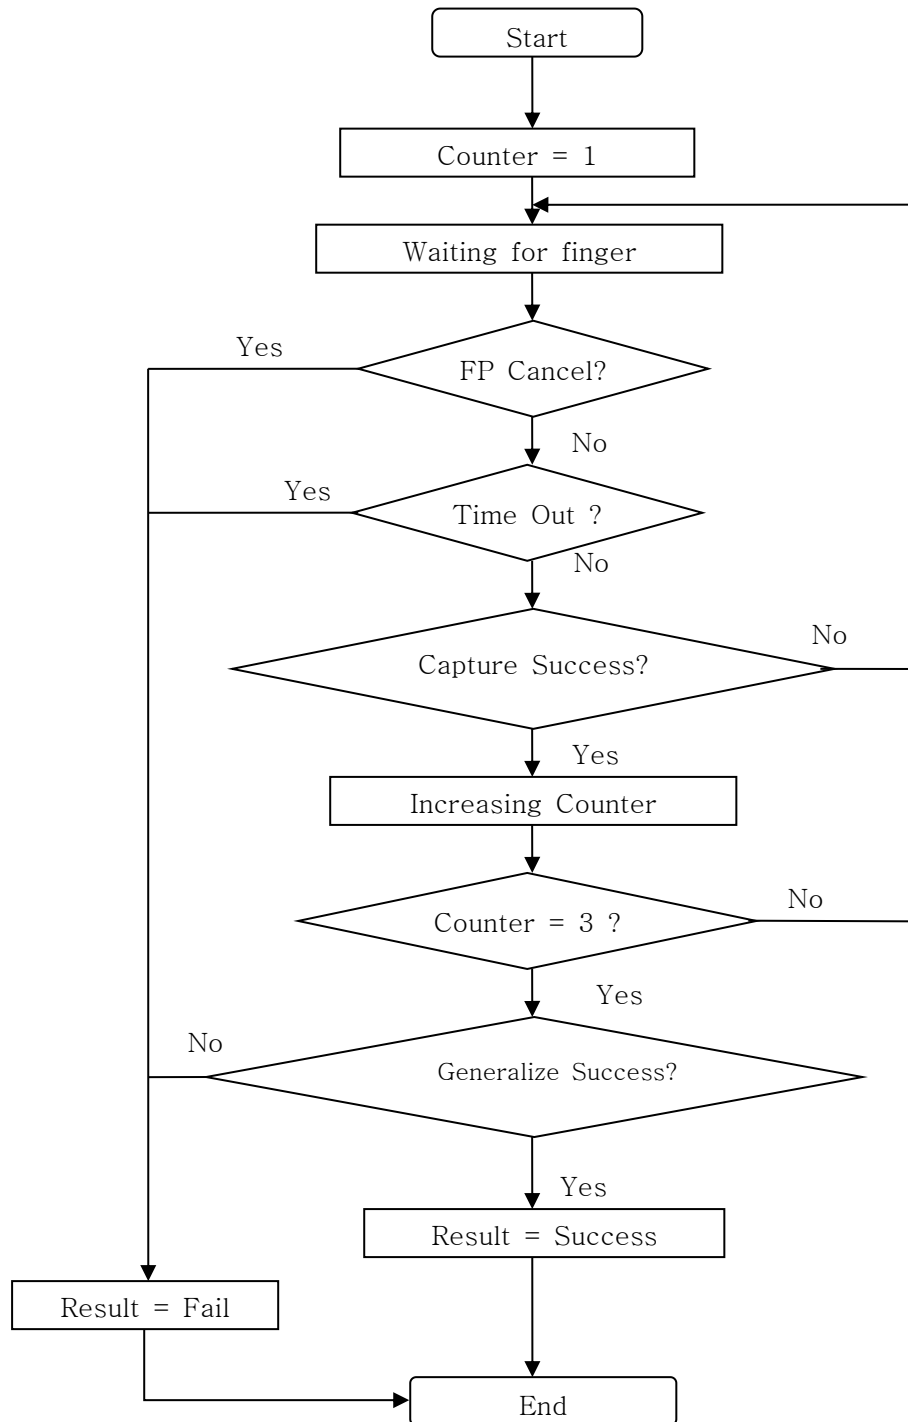 Start
Counter = 1
Waiting for finger
Yes
FP Cancel?
No
Yes
Time Out ?
No
No
Capture Success?
Yes
Increasing Counter
No
Counter = 3 ?
Yes
No
Generalize Success?
Yes
Result = Success
Result = Fail
End